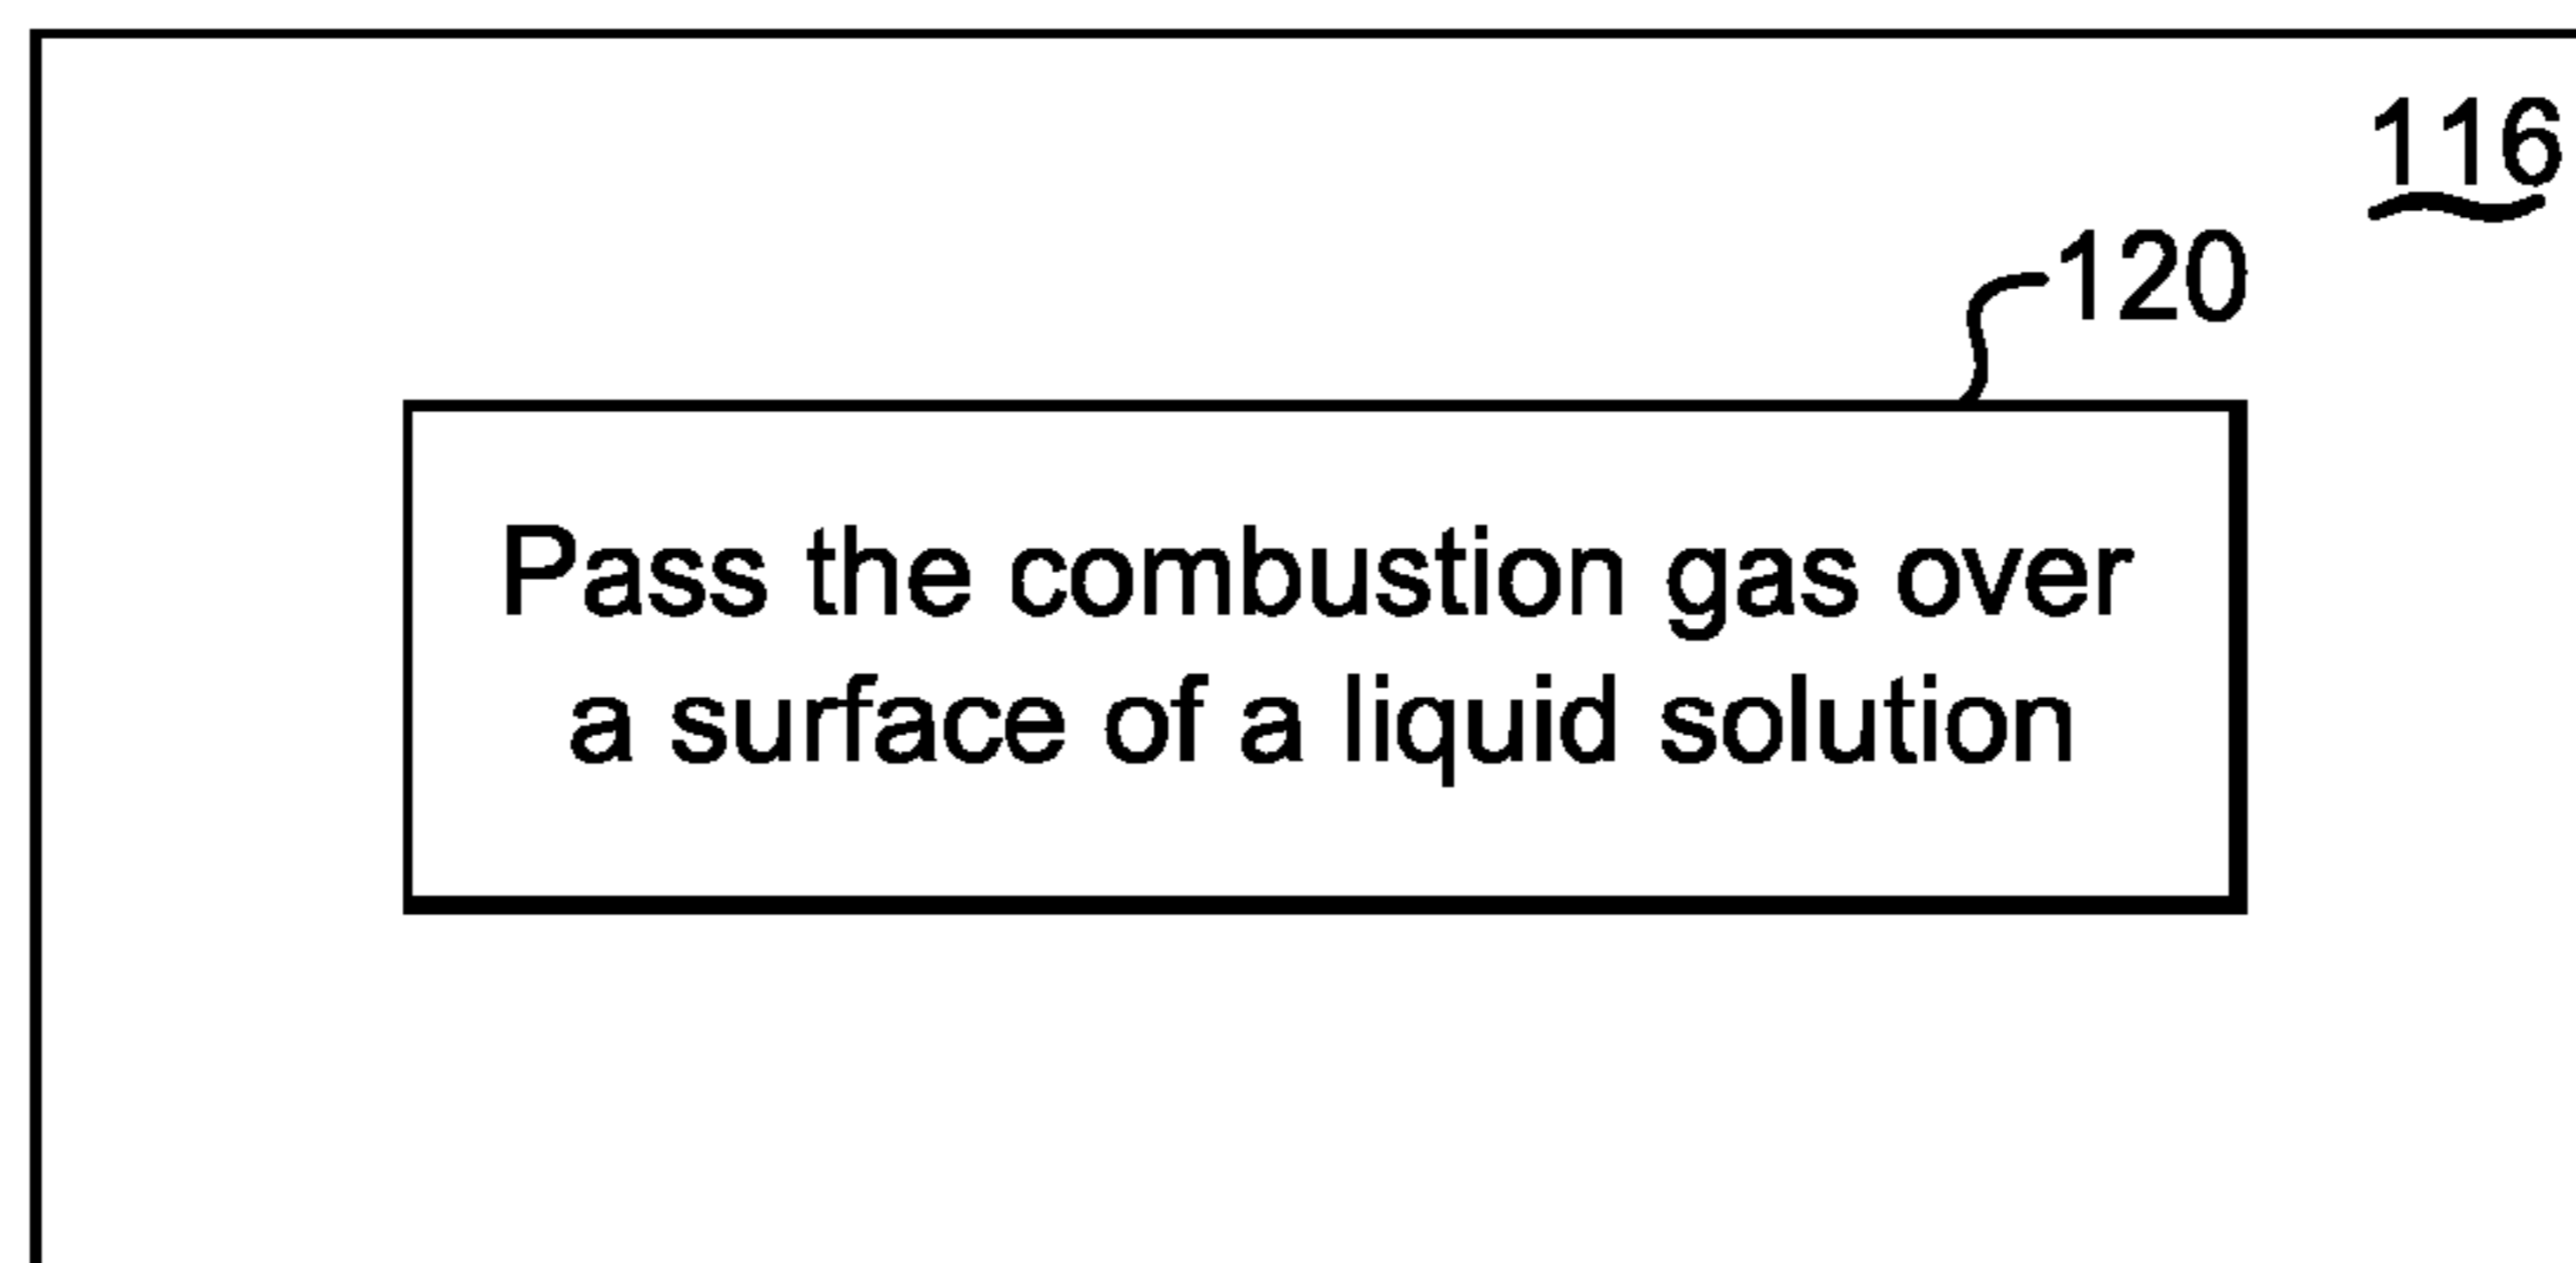 116
120
Pass the combustion gas over
a surface of a liquid solution